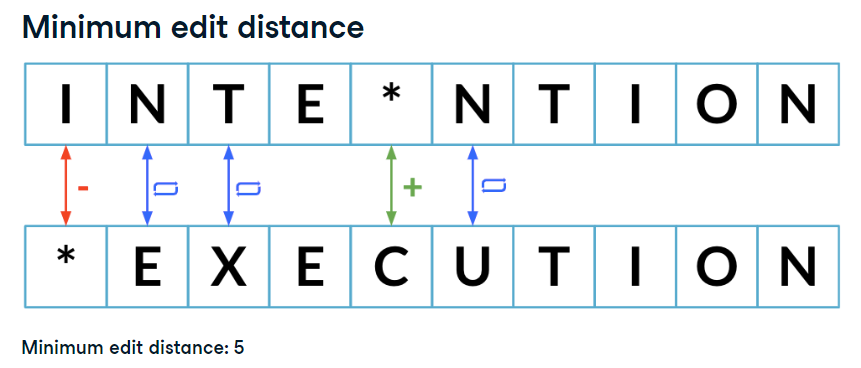 Minimum edit distance
I N T E * N T I O N
- +
* E X E C U T I O N
Minimum edit distance: 5